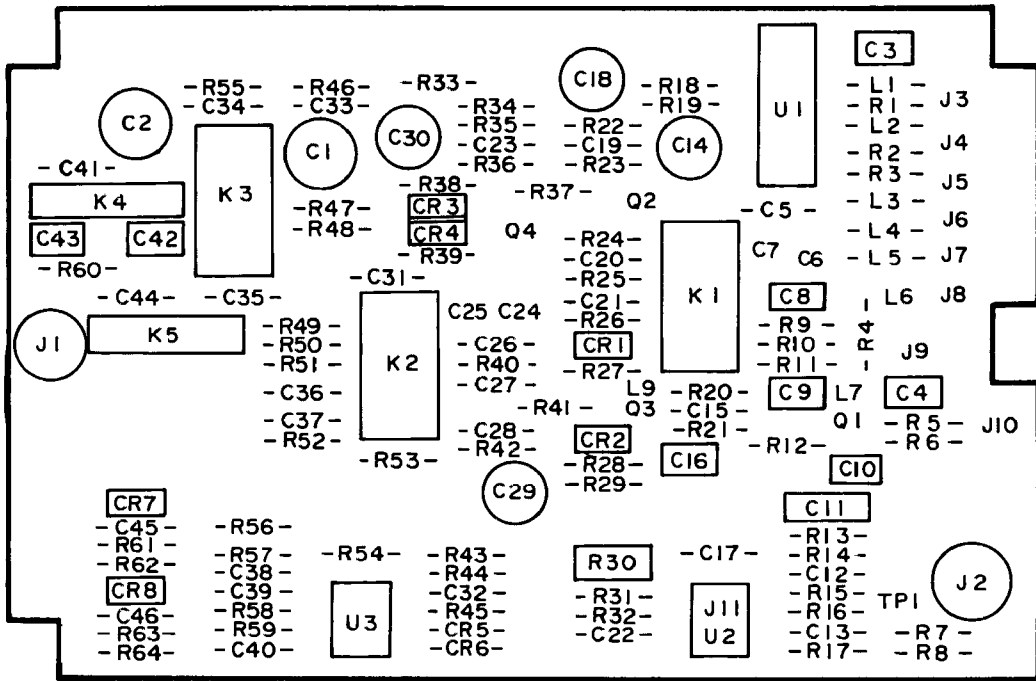 C3
-R55-
-R46-
-R33-
C18
-R18-
-L1-
J3
-C34-
-C33-
-R34-
-R19-
U1
-R1-
C2
C1
C30
-R35-
-R22-
C14
-L2-
J4
-C23-
-C19-
-R2-
-R36-
-R23-
-R3-
-C41-
K4
K3
-R38-
-R37-
Q2
J5
-R47-
CR3
-C5-
-L3-
J6
C43
C42
-R48-
CR4
Q4
-R24-
-L4-
-R39-
-C20-
C7
C6
-L5-
J7
-R60-
-C31-
-R25-
K1
-C44-
-C35-
C25
C24
-C21-
C8
L6
J8
-R49-
-R26-
-R9-
-R4-
J1
K5
-R50-
K2
-C26-
CR1
-R10-
J9
-R51-
-R40-
-R27-
-R11-
-C36-
-C27-
L9
-R20-
C9
L7
C4
-R41-
Q3
-C15-
-C37-
-C28-
CR2
-R21-
Q1
-R5-
J10
-R52-
-R42-
-R12-
-R6-
-R53-
-R28-
C16
C10
C29
-R29-
CR7
C11
-C45-
-R56-
-R13-
-R61-
-R57-
-R54-
-R43-
R30
-C17-
-R14-
-R62-
-C38-
-R44-
-C12-
J2
CR8
-C39-
-C32-
-R31-
-R15-
TP1
-C46-
-R58-
U3
-R45-
-R32-
J11
-R16-
-R63-
-R59-
-CR5-
-C22-
U2
-C13-
-R7-
-R64-
-C40-
-CR6-
-R17-
-R8-